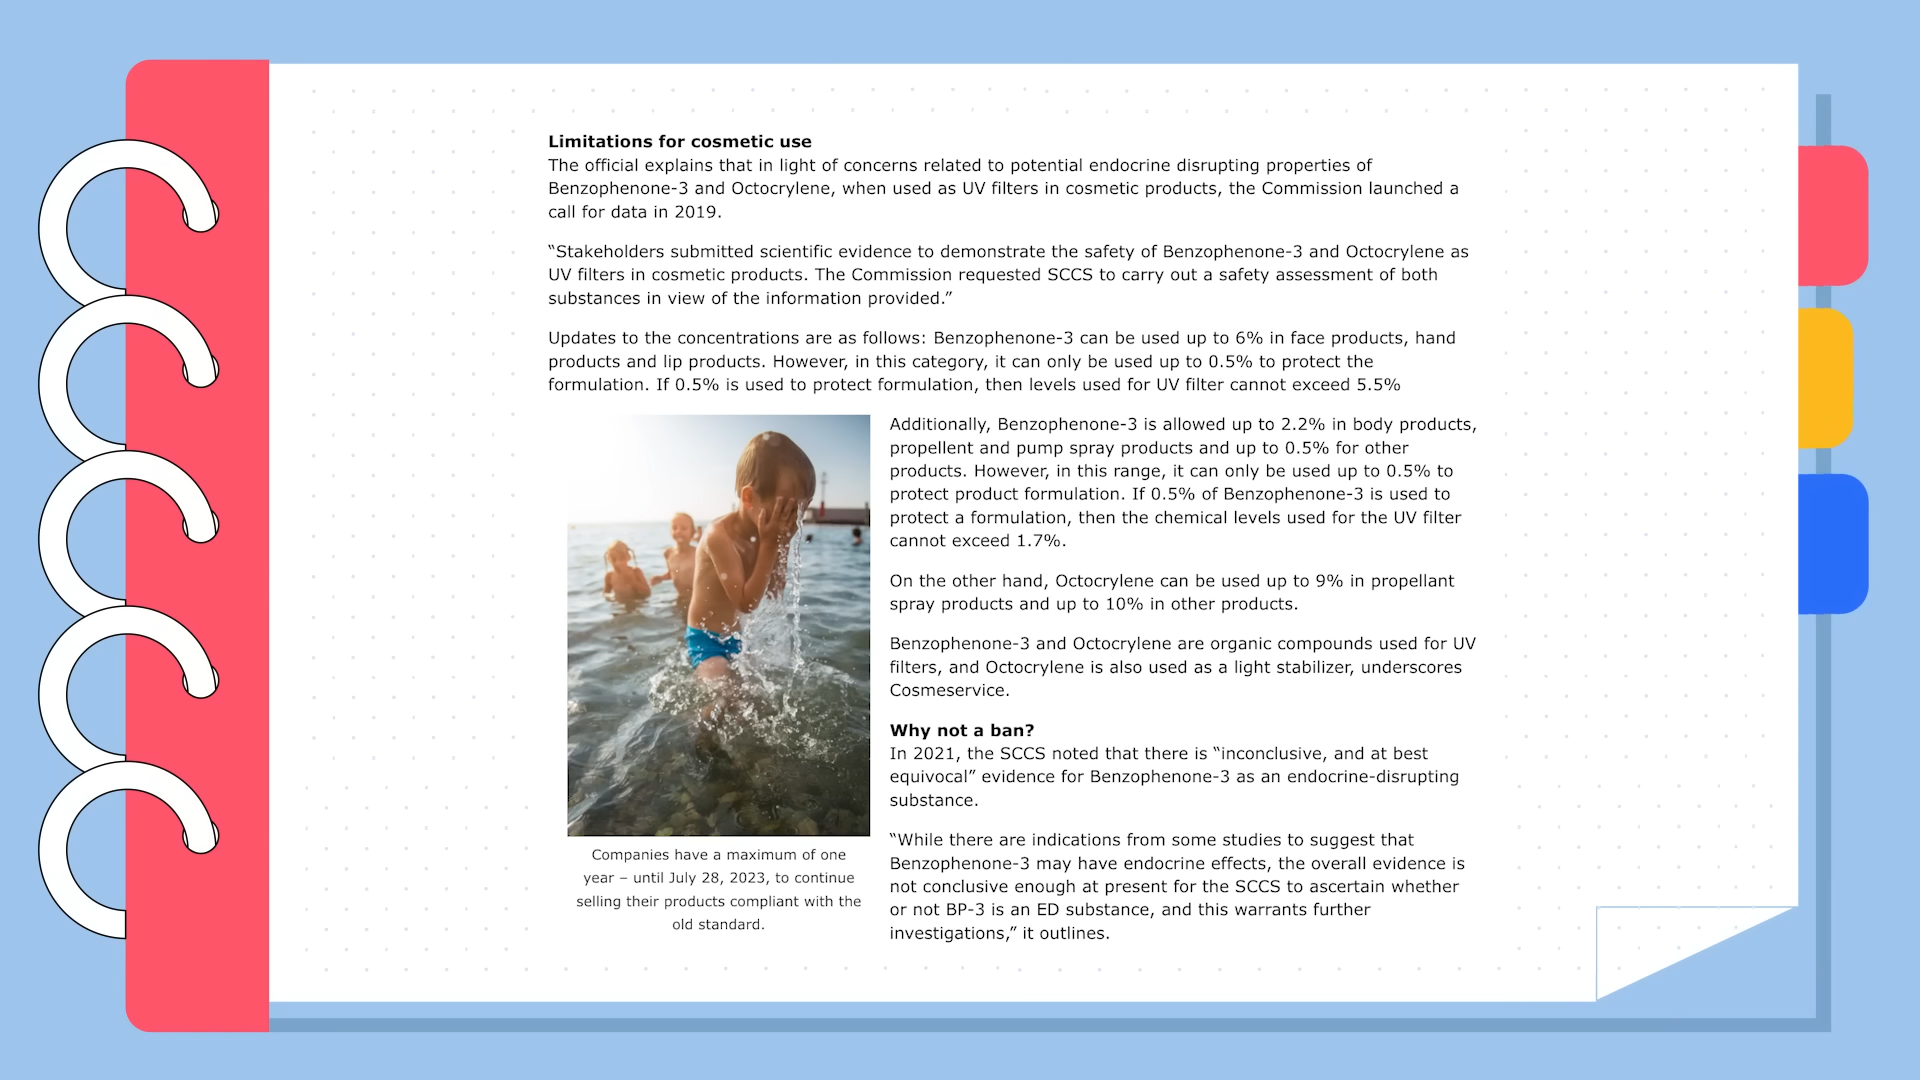 Limitations for cosmetic use
The official explains that in light of concerns related to potential endocrine disrupting properties of
Benzophenone-3 and Octocrylene, when used as UV filters in cosmetic products, the Commission launched a
call for data in 2019.
“Stakeholders submitted scientific evidence to demonstrate the safety of Benzophenone-3 and Octocrylene as
UV filters in cosmetic products. The Commission requested SCCS to carry out a safety assessment of both
substances in view of the information provided.”
Updates to the concentrations are as follows: Benzophenone-3 can be used up to 6% in face products, hand
products and lip products. However, in this category, it can only be used up to 0.5% to protect the
formulation. If 0.5% is used to protect formulation, then levels used for UV filter cannot exceed 5.5%
Additionally, Benzophenone-3 is allowed up to 2.2% in body products,
propellent and pump spray products and up to 0.5% for other
products. However, in this range, it can only be used up to 0.5% to
protect product formulation. If 0.5% of Benzophenone-3 is used to
protect a formulation, then the chemical levels used for the UV filter
cannot exceed 1.7%.
On the other hand, Octocrylene can be used up to 9% in propellant
spray products and up to 10% in other products.
Benzophenone-3 and Octocrylene are organic compounds used for UV
filters, and Octocrylene is also used as a light stabilizer, underscores
Cosmeservice.
Why not a ban?
In 2021, the SCCS noted that there is “inconclusive, and at best
equivocal” evidence for Benzophenone-3 as an endocrine-disrupting
substance.
“While there are indications from some studies to suggest that
Benzophenone-3 may have endocrine effects, the overall evidence is
not conclusive enough at present for the SCCS to ascertain whether
or not BP-3 is an ED substance, and this warrants further
investigations,” it outlines.
Companies have a maximum of one
year – until July 28, 2023, to continue
selling their products compliant with the
old standard.